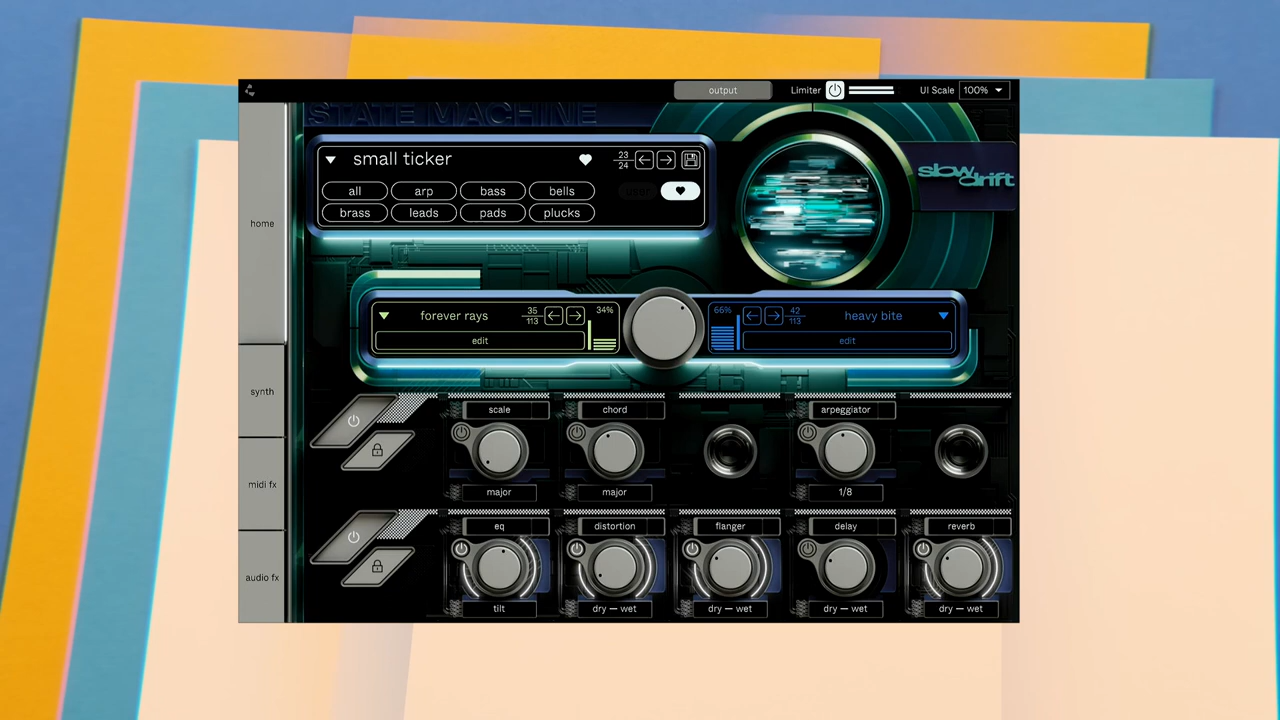 output
Limiter
UI Scale 100%
STATE MACHINE
small ticker
23
24
all arp bass bells
user
brass leads pads plucks
slow
drift
home
synth
midi fx
audio fx
forever rays
35
113
34%
edit
66%
42
113
heavy bite
edit
scale chord arpeggiator
major major 1/8
eq distortion flanger delay reverb
tilt dry — wet dry — wet dry — wet dry — wet